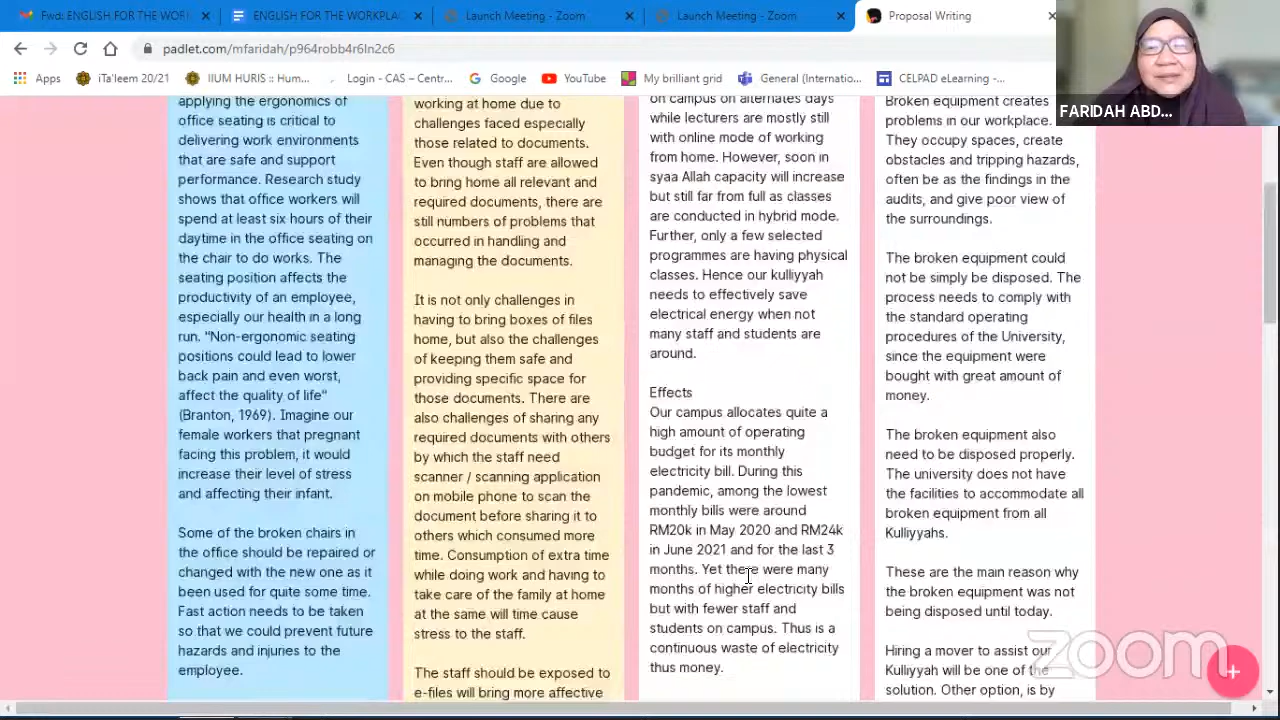 Fwd: ENGLISH FOR THE WORK
ENGLISH FOR THE WORKPLAC
Launch Meeting - Zoom
Launch Meeting - Zoom
Proposal Writing
padlet.com/mfaridah/p964robb4r6ln2c6
Apps
iTa'leem 20/21
IIUM HURIS :: Hum...
Login - CAS – Centr...
Google
YouTube
My brilliant grid
General (Internatio...
CELPAD eLearning -...
FARIDAH ABD...
applying the ergonomics of
office seating is critical to
delivering work environments
that are safe and support
performance. Research study
shows that office workers will
spend at least six hours of their
daytime in the office seating on
the chair to do works. The
seating position affects the
productivity of an employee,
especially our health in a long
run. "Non-ergonomic seating
positions could lead to lower
back pain and even worst,
affect the quality of life"
(Branton, 1969). Imagine our
female workers that pregnant
facing this problem, it would
increase their level of stress
and affecting their infant.
Some of the broken chairs in
the office should be repaired or
changed with the new one as it
been used for quite some time.
Fast action needs to be taken
so that we could prevent future
hazards and injuries to the
employee.
working at home due to
challenges faced especially
those related to documents.
Even though staff are allowed
to bring home all relevant and
required documents, there are
still numbers of problems that
occurred in handling and
managing the documents.
It is not only challenges in
having to bring boxes of files
home, but also the challenges
of keeping them safe and
providing specific space for
those documents. There are
also challenges of sharing any
required documents with others
by which the staff need
scanner / scanning application
on mobile phone to scan the
document before sharing it to
others which consumed more
time. Consumption of extra time
while doing work and having to
take care of the family at home
at the same will time cause
stress to the staff.
The staff should be exposed to
e-files will bring more affective
on campus on alternates days
while lecturers are mostly still
with online mode of working
from home. However, soon in
syaa Allah capacity will increase
but still far from full as classes
are conducted in hybrid mode.
Further, only a few selected
programmes are having physical
classes. Hence our kulliyyah
needs to effectively save
electrical energy when not
many staff and students are
around.
Effects
Our campus allocates quite a
high amount of operating
budget for its monthly
electricity bill. During this
pandemic, among the lowest
monthly bills were around
RM20k in May 2020 and RM24k
in June 2021 and for the last 3
months. Yet there were many
months of higher electricity bills
but with fewer staff and
students on campus. Thus is a
continuous waste of electricity
thus money.
Broken equipment creates
problems in our workplace.
They occupy spaces, create
obstacles and tripping hazards,
often be as the findings in the
audits, and give poor view of
the surroundings.
The broken equipment could
not be simply be disposed. The
process needs to comply with
the standard operating
procedures of the University,
since the equipment were
bought with great amount of
money.
The broken equipment also
need to be disposed properly.
The university does not have
the facilities to accommodate all
broken equipment from all
Kulliyyahs.
These are the main reason why
the broken equipment was not
being disposed until today.
Hiring a mover to assist our
Kulliyah will be one of the
solution. Other option, is by
zoom